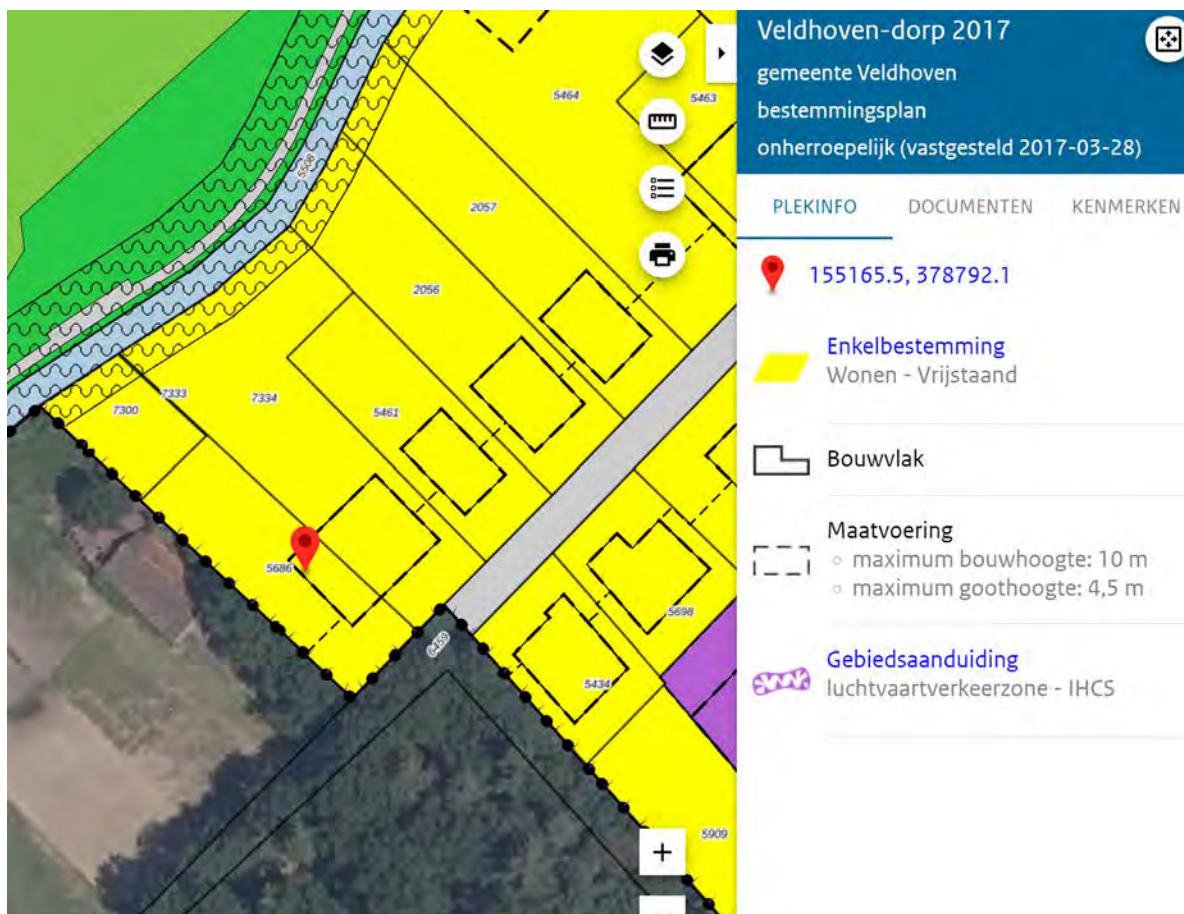 Veldhoven-dorp 2017
gemeente Veldhoven
bestemmingsplan
onherroepelijk (vastgesteld 2017-03-28)
PLEKINFO DOCUMENTEN KENMERKEN
155165.5, 378792.1
Enkelbestemming
Wonen - Vrijstaand
Bouwvlak
Maatvoering
maximum bouwhoogte: 10 m
maximum goothoogte: 4,5 m
Gebiedsaanduiding
luchtvaartverkeerzone - IHCS
5464
5463
5508
2057
2056
7333
7334
7300
5461
5686
5698
6459
5434
5909
+